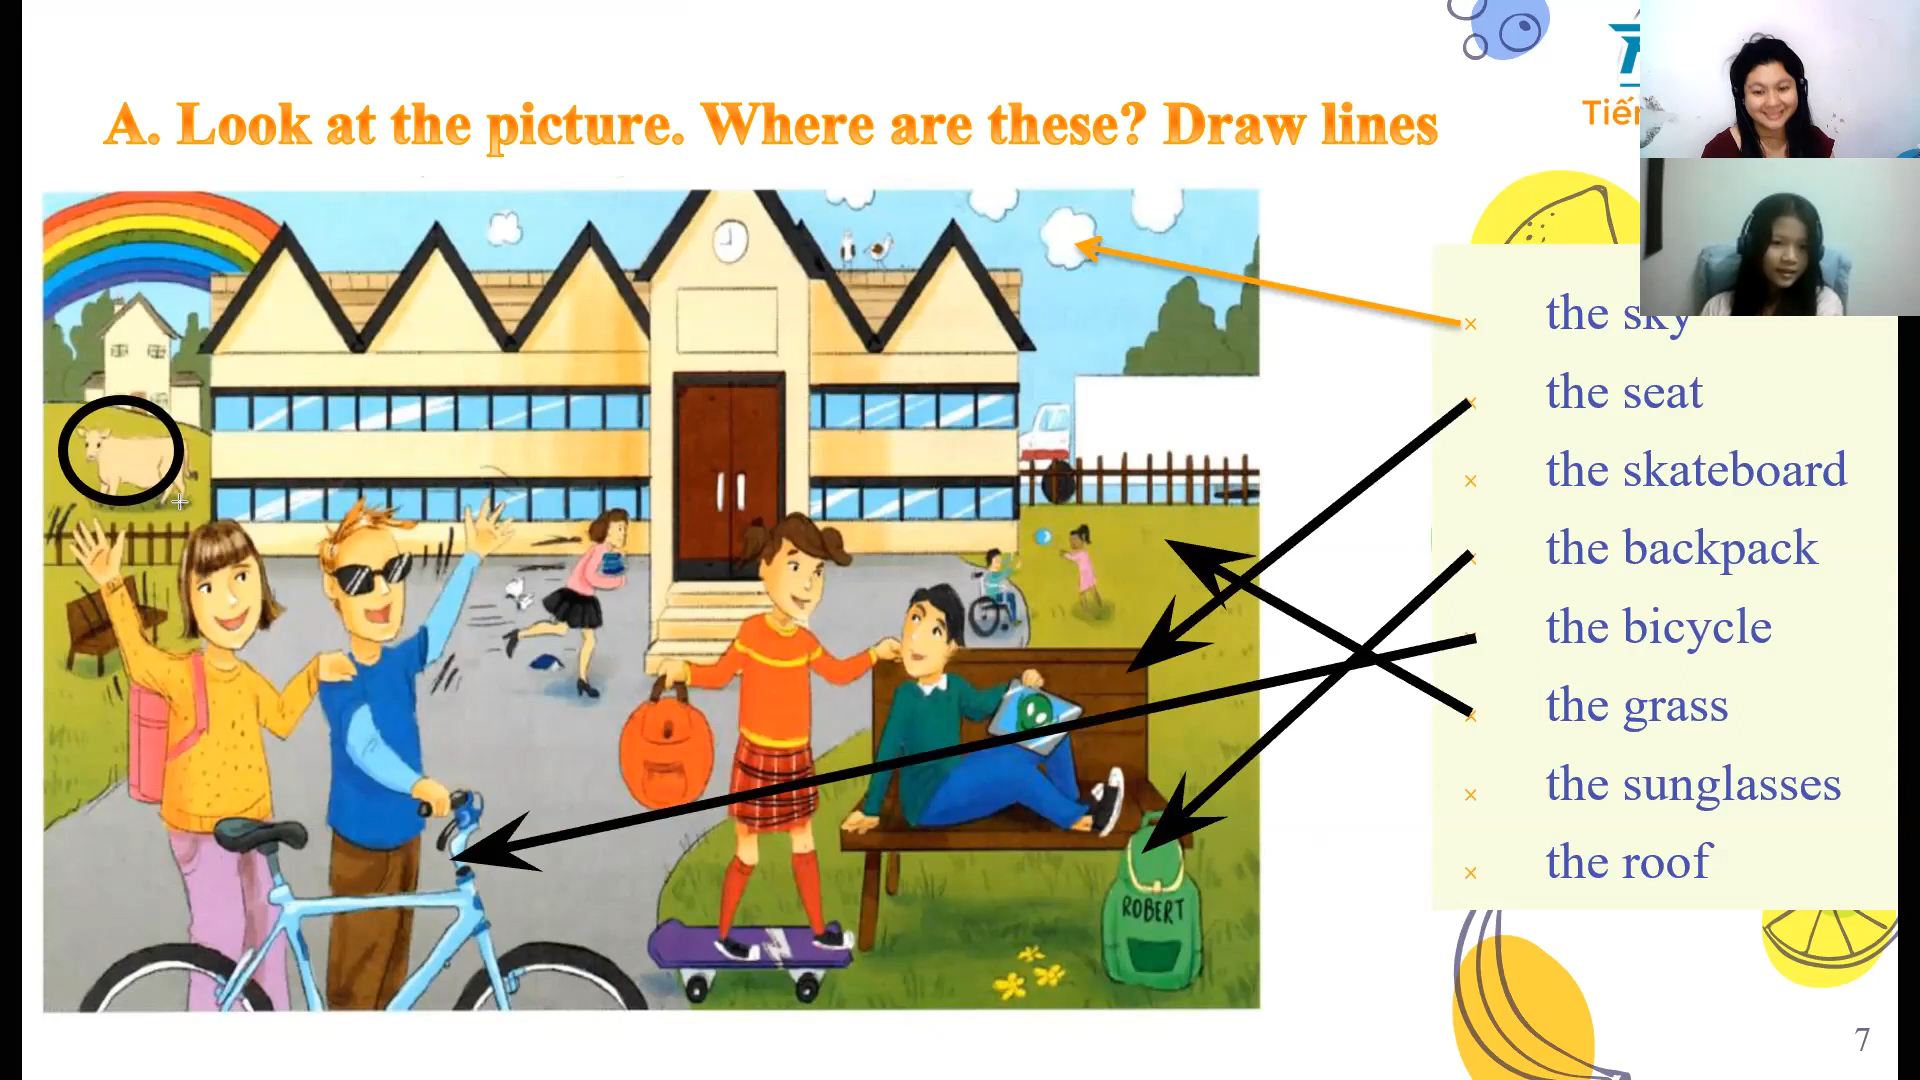 A. Look at the picture. Where are these? Draw lines
the sky
the seat
the skateboard
the backpack
the bicycle
the grass
the sunglasses
the roof
ROBERT
7